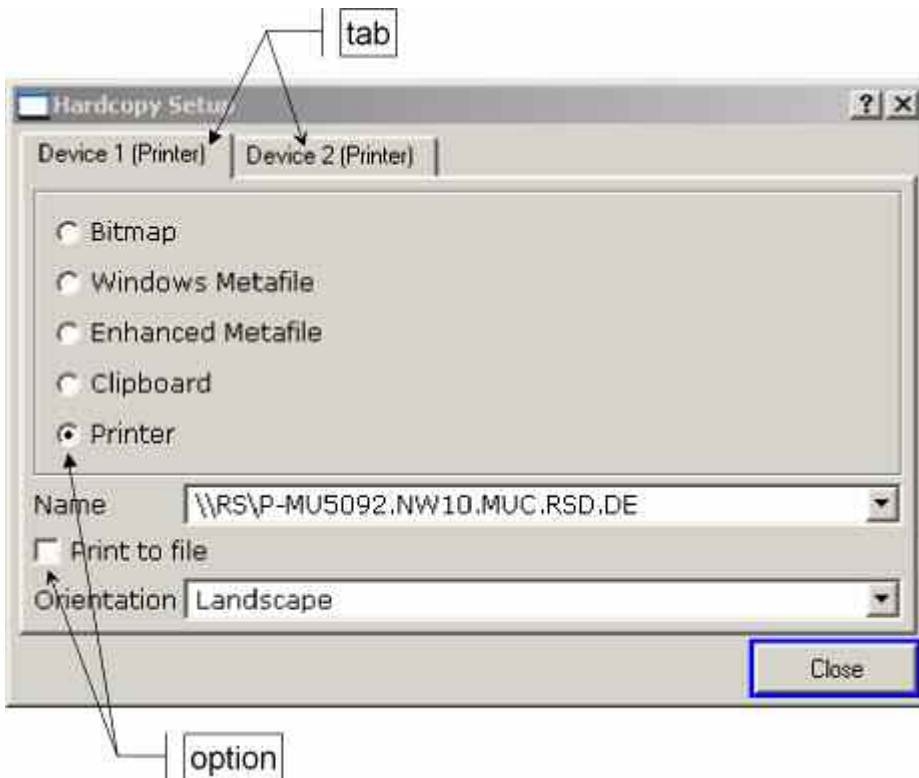 tab
Hardcopy Setup
? ×
Device 1 (Printer)
Device 2 (Printer)
Bitmap
Windows Metafile
Enhanced Metafile
Clipboard
Printer
Name
\\RS\P-MU5092.NW10.MUC.RSD.DE
Print to file
Orientation
Landscape
Close
option